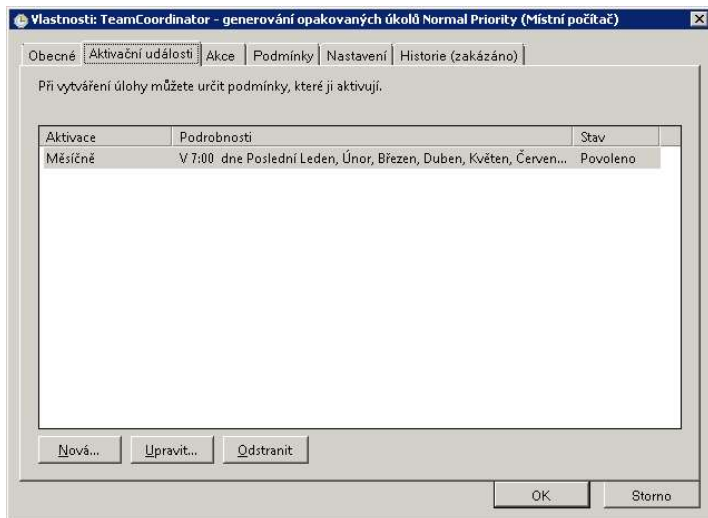 Vlastnosti: TeamCoordinator - generování opakovaných úkolů Normal Priority (Místní počítač)
Obecné Aktivační události Akce Podmínky Nastavení Historie (zakázáno)
Při vytváření úlohy můžete určit podmínky, které ji aktivují.
Aktivace Podrobnosti Stav
Měsíčně V 7:00 dne Poslední Leden, Únor, Březen, Duben, Květen, Červen... Povoleno
Nová... Upravit... Odstranit
OK Storno